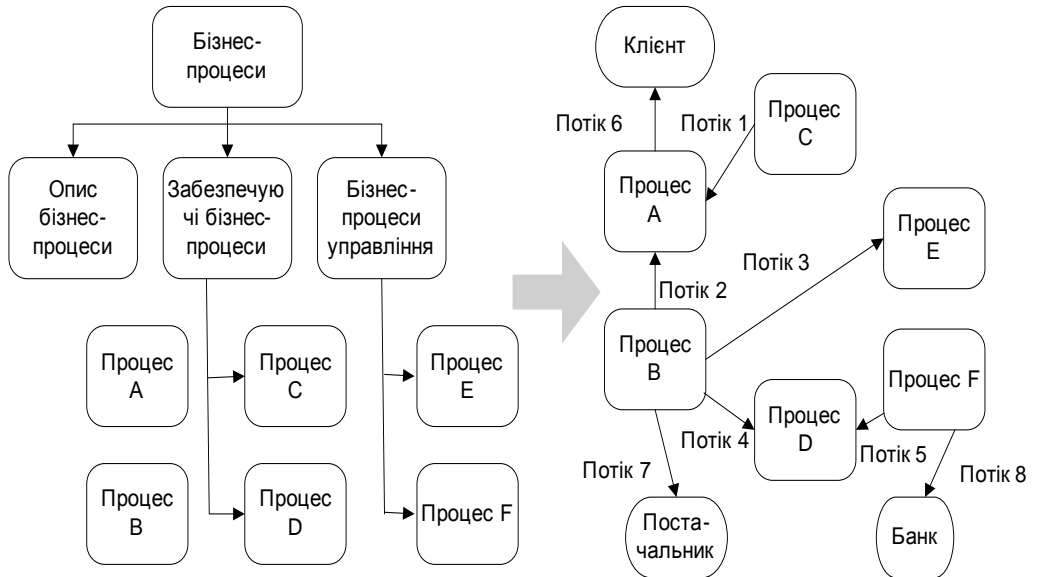 Бізнес-
процеси
Опис
бізнес-
процеси
Забезпечую
чі бізнес-
процеси
Бізнес-
процеси
управління
Процес
A
Процес
C
Процес
E
Процес
B
Процес
D
Процес F
Клієнт
Потік 6
Потік 1
Процес
C
Процес
A
Процес
E
Потік 3
Потік 2
Процес
B
Процес F
Процес
D
Потік 4
Потік 5
Потік 7
Потік 8
Поста-
чальник
Банк